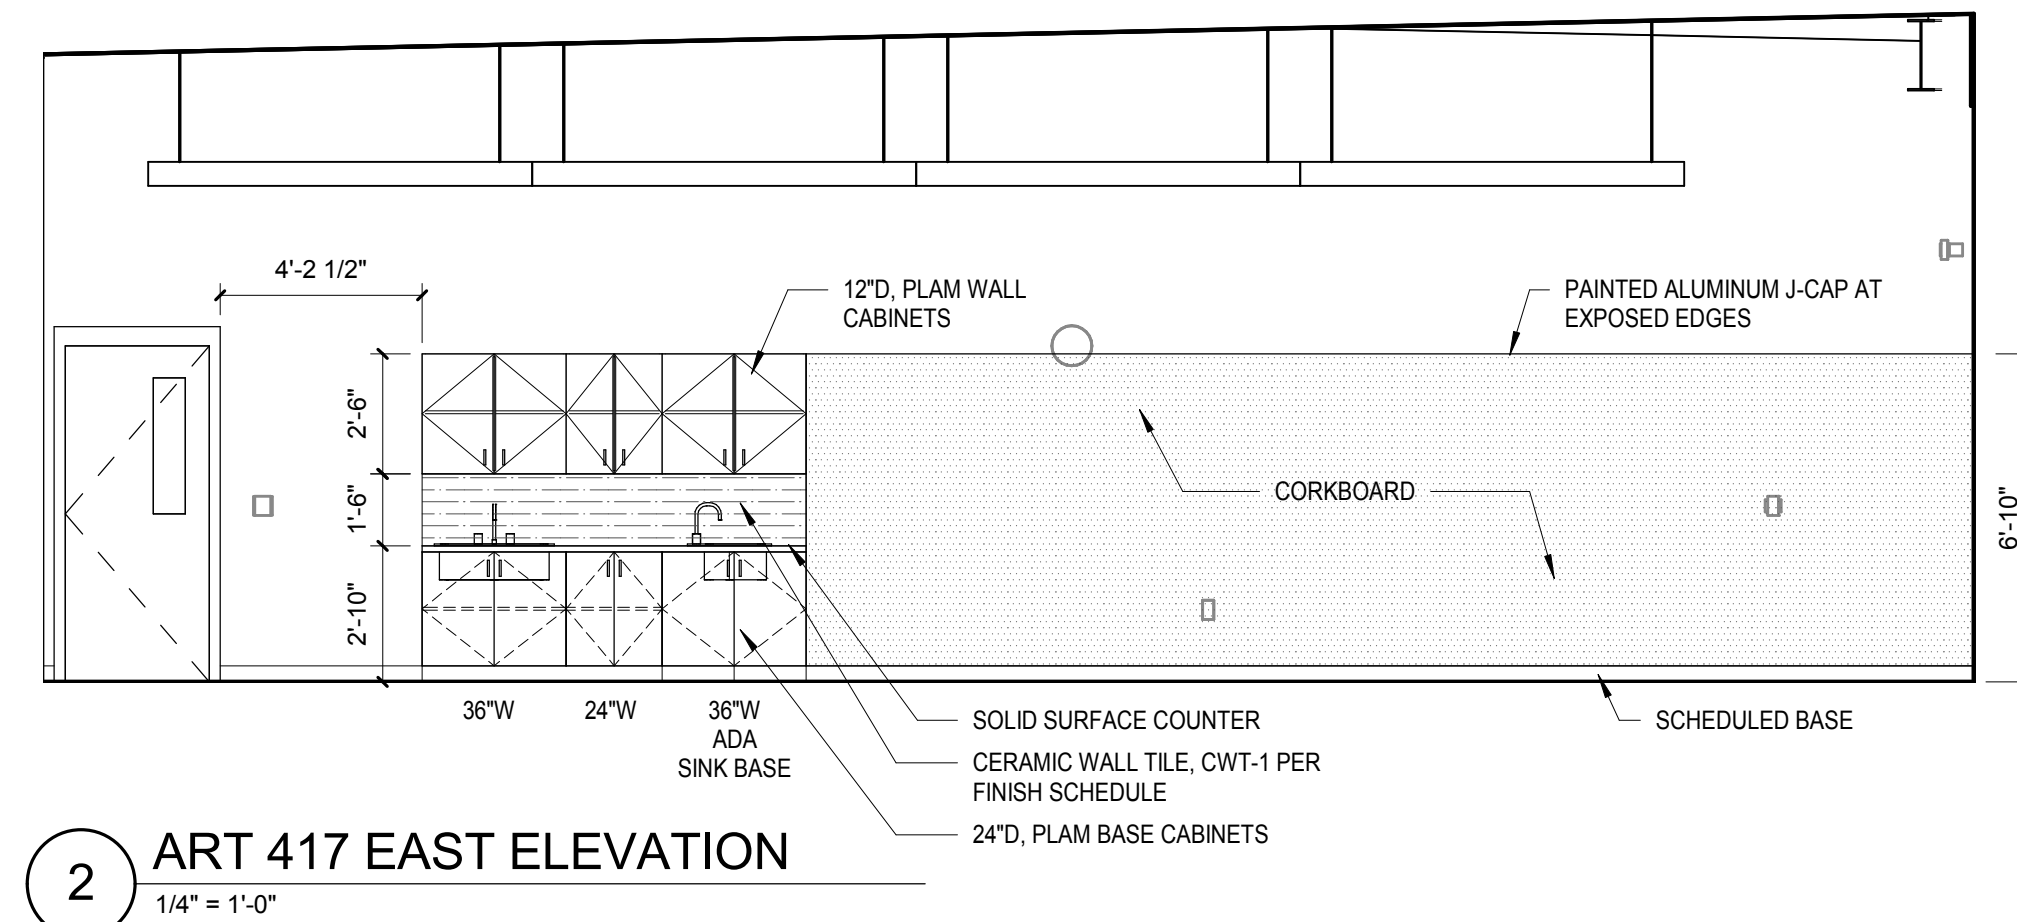 4'-2 1/2"
12"D, PLAM WALL
CABINETS
PAINTED ALUMINUM J-CAP AT
EXPOSED EDGES
2'-6"
1'-6"
2'-10"
CORKBOARD
6'-10"
36"W
24"W
36"W
ADA
SINK BASE
SOLID SURFACE COUNTER
CERAMIC WALL TILE, CWT-1 PER
FINISH SCHEDULE
24"D, PLAM BASE CABINETS
SCHEDULED BASE
2
ART 417 EAST ELEVATION
1/4" = 1'-0"